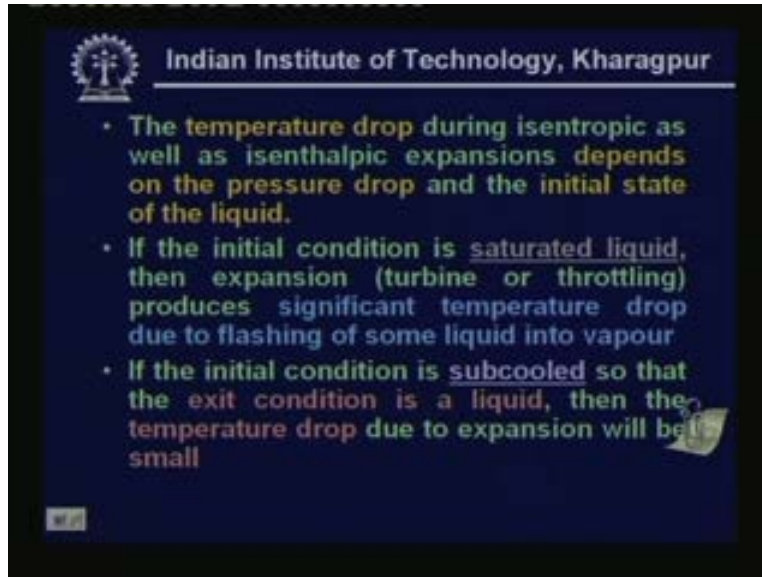 Indian Institute of Technology, Kharagpur
• The temperature drop during isentropic as
well as isenthalpic expansions depends
on the pressure drop and the initial state
of the liquid.
• If the initial condition is saturated liquid,
then expansion (turbine or throttling)
produces significant temperature drop
due to flashing of some liquid into vapour
• If the initial condition is subcooled so that
the exit condition is a liquid, then the
temperature drop due to expansion will be
small